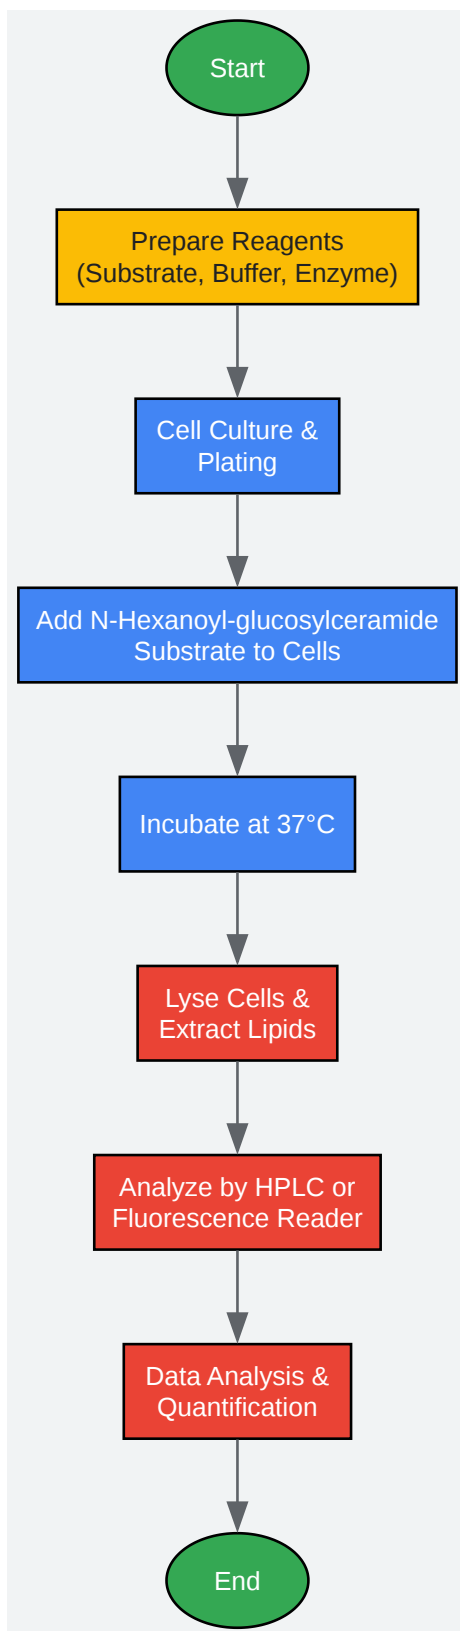 Start
Prepare Reagents
(Substrate, Buffer, Enzyme)
Cell Culture &
Plating
Add N-Hexanoyl-glucosylceramide
Substrate to Cells
Incubate at 37°C
Lyse Cells &
Extract Lipids
Analyze by HPLC or
Fluorescence Reader
Data Analysis &
Quantification
End